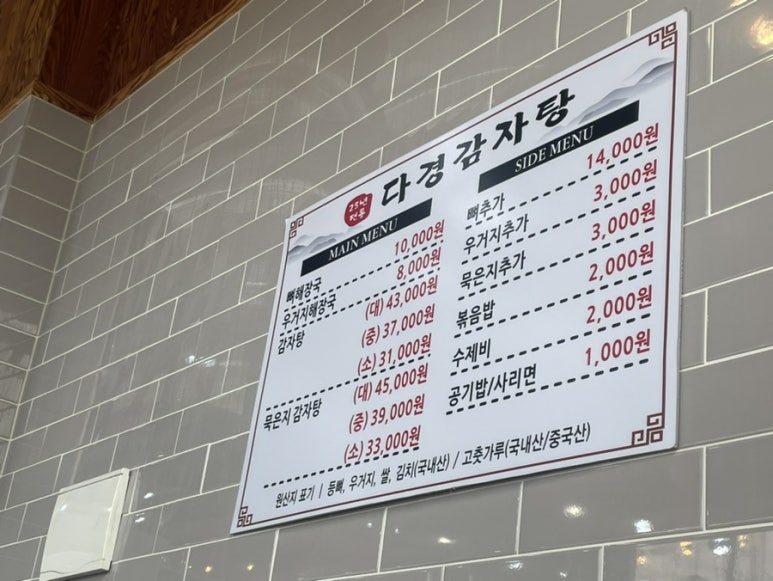 25년
전통
다경감자탕
MAIN MENU
뼈해장국 10,000원
우거지해장국 8,000원
감자탕 (대) 43,000원
(중) 37,000원
(소) 31,000원
묵은지 감자탕 (대) 45,000원
(중) 39,000원
(소) 33,000원
SIDE MENU
뼈추가 14,000원
우거지추가 3,000원
묵은지추가 3,000원
볶음밥 2,000원
수제비 2,000원
공기밥/사리면 1,000원
원산지 표기 | 등뼈, 우거지, 쌀, 김치(국내산) / 고춧가루(국내산/중국산)